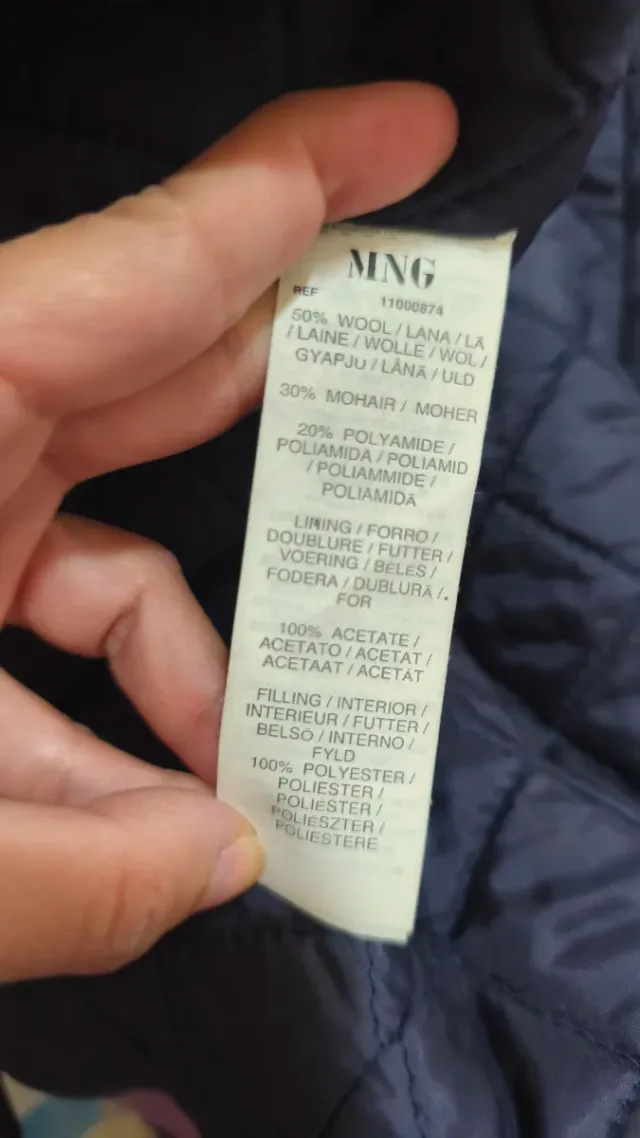 MNG
REF 11000874
50% WOOL / LANA / LÃ
/ LAINE / WOLLE / WOL /
GYAPJU / LÂNĂ / ULD
30% MOHAIR / MOHER
20% POLYAMIDE /
POLIAMIDA / POLIAMID
/ POLIAMMIDE /
POLIAMIDĂ
LINING / FORRO /
DOUBLURE / FUTTER /
VOERING / BÉLÉS /
FODERA / DUBLURĂ /.
FOR
100% ACETATE /
ACETATO / ACETAT /
ACETAAT / ACETÁT
FILLING / INTERIOR /
INTERIEUR / FUTTER /
BELSŐ / INTERNO /
FYLD
100% POLYESTER /
POLIESTER /
POLIÉSTER /
POLIÉSZTER /
POLIESTERE